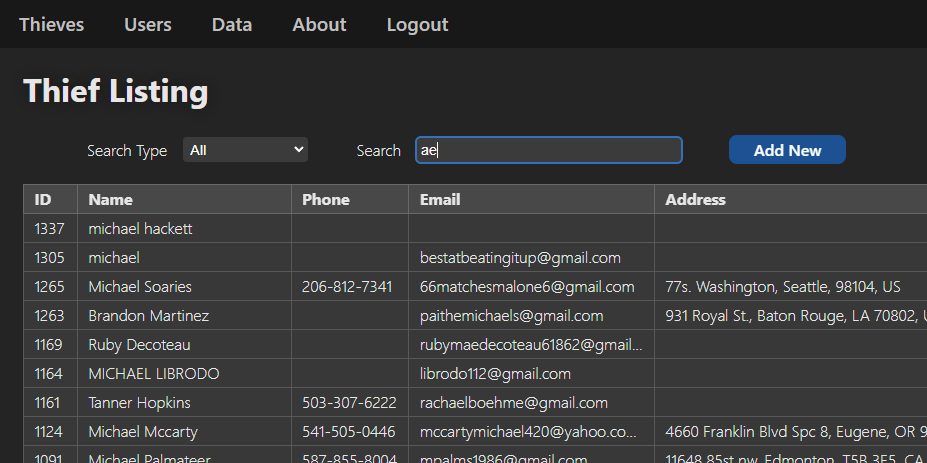 Thieves Users Data About Logout
Thief Listing
Search Type All Search ae Add New
ID Name Phone Email Address
1337 michael hackett
1305 michael bestatbeatingitup@gmail.com
1265 Michael Soaries 206-812-7341 66matchesmalone6@gmail.com 77s. Washington, Seattle, 98104, US
1263 Brandon Martinez paithemichaels@gmail.com 931 Royal St., Baton Rouge, LA 70802, U
1169 Ruby Decoteau rubymaedecoteau61862@gmail...
1164 MICHAEL LIBRODO librodo112@gmail.com
1161 Tanner Hopkins 503-307-6222 rachaelboehme@gmail.com
1124 Michael Mccarty 541-505-0446 mccartymichael420@yahoo.co... 4660 Franklin Blvd Spc 8, Eugene, OR 9
1091 Michael Palmateer 587-855-8004 mpalms1986@gmail.com 11648 85st nw, Edmonton, T5B 3E5, CA